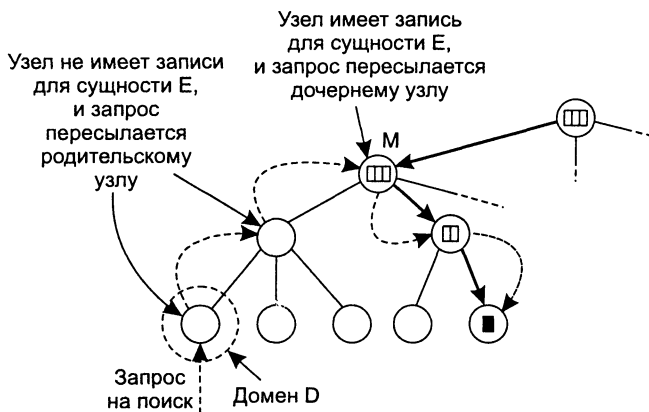 Узел имеет запись
для сущности E,
и запрос пересылается
дочернему узлу
Узел не имеет записи
для сущности E,
и запрос
пересылается
родительскому
узлу
M
Запрос
на поиск
Домен D